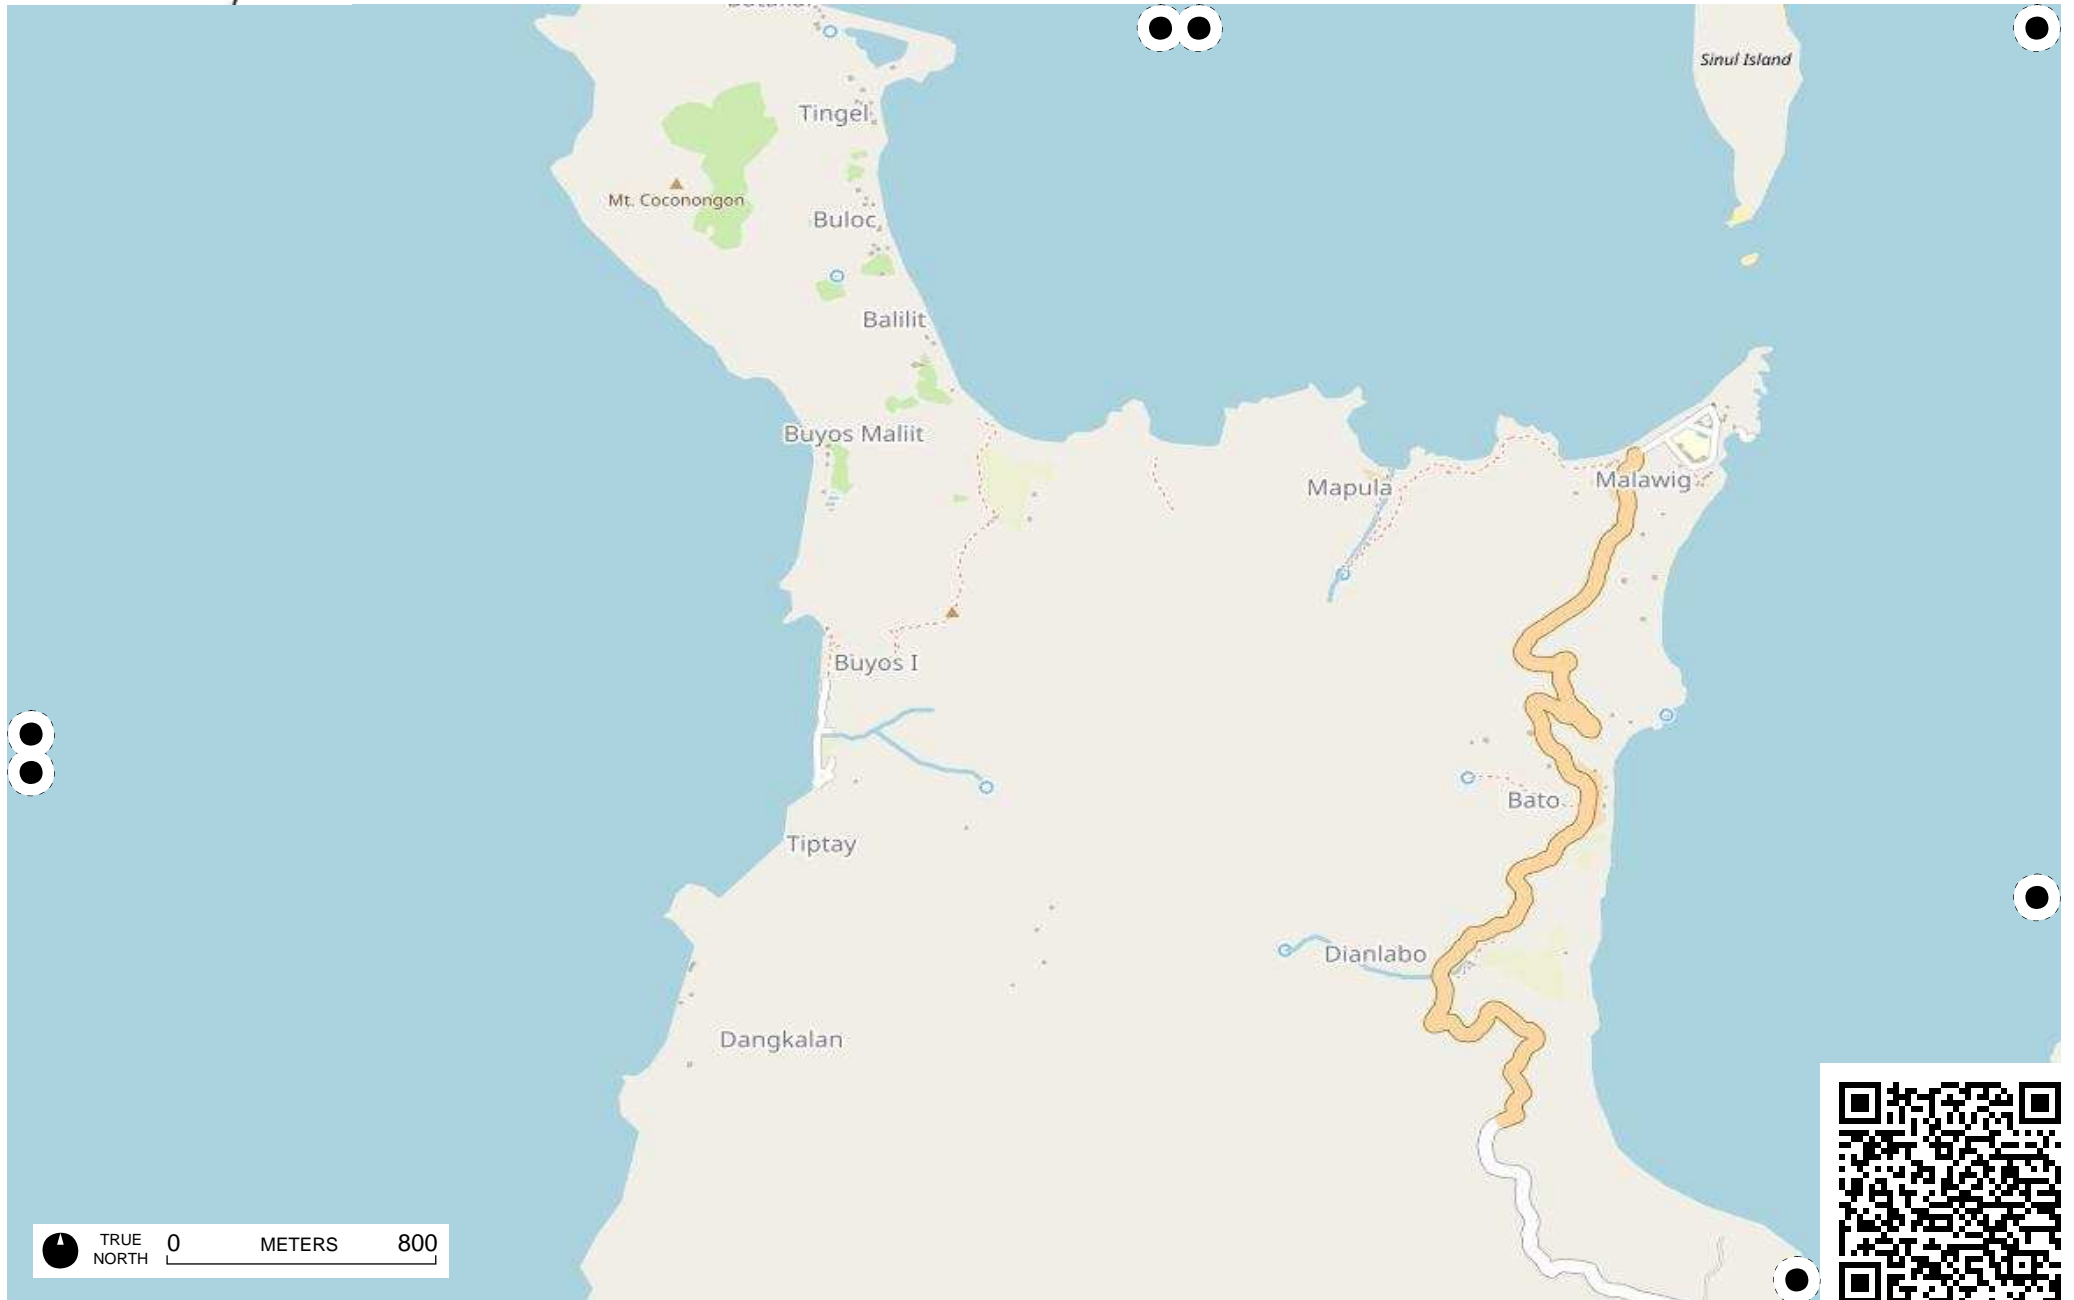 Sinul Island
Tingel
Mt. Coconongon
Buloc
Balilit
Buyos Maliit
Mapula
Malawig
Buyos I
Bato
Tiptay
Dianlabo
Dangkalan
TRUE
NORTH
0 METERS 800